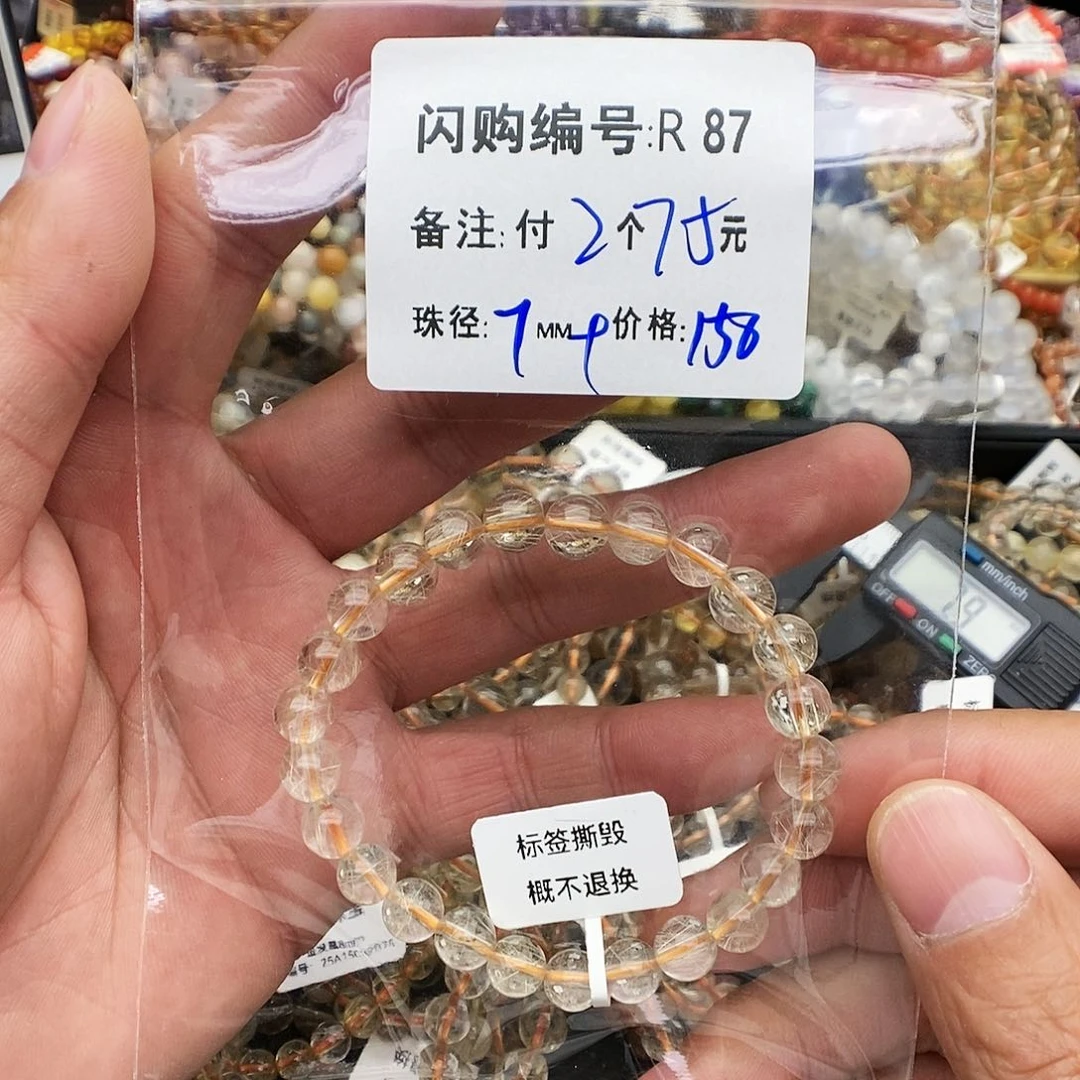 闪购编号:R 87
备注:付2个75元
珠径:7MM+价格:158
mm/inch
OFF
ON
ZER
标签撕毁
概不退换